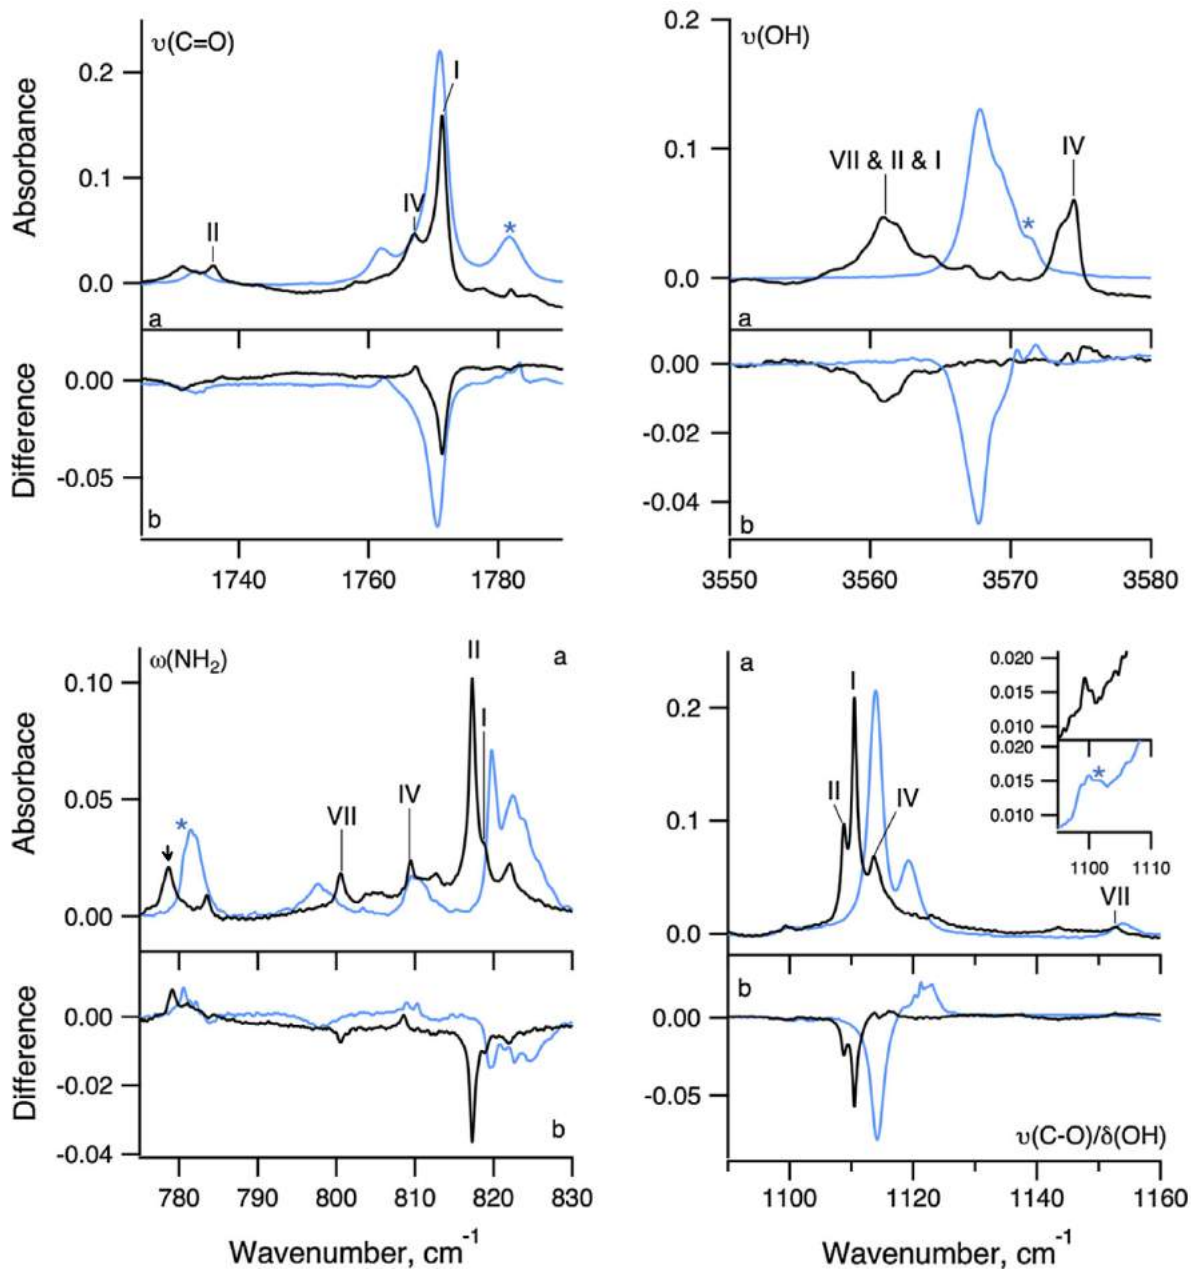 υ(C=O)
Absorbance
0.2
0.1
0.0
I
IV
II
*
a
Difference
0.00
-0.05
b
1740 1760 1780
υ(OH)
0.2
0.1
0.0
VII & II & I
IV
*
a
0.00
-0.02
-0.04
b
3550 3560 3570 3580
ω(NH2)
a
Absorbace
0.10
0.05
0.00
II
I
IV
VII
*
Difference
0.00
-0.02
-0.04
b
780 790 800 810 820 830
Wavenumber, cm-1
a
0.2
0.1
0.0
I
II
IV
VII
0.020
0.015
0.010
0.020
0.015
0.010
*
1100 1110
b
0.00
-0.05
υ(C-O)/δ(OH)
1100 1120 1140 1160
Wavenumber, cm-1